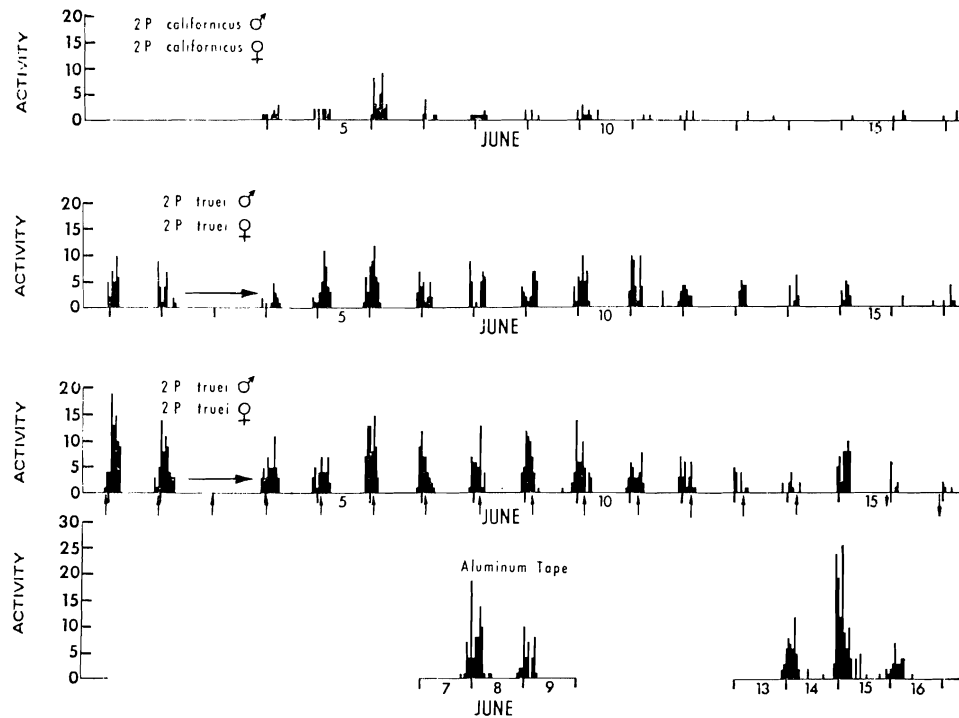 20
15
10
5
0
ACTIVITY
2 P californicus ♂
2 P californicus ♀
5 10 15
JUNE
20
15
10
5
0
ACTIVITY
2 P truei ♂
2 P truei ♀
5 10 15
JUNE
20
15
10
5
0
ACTIVITY
2 P truei ♂
2 P truei ♀
5 10 15
JUNE
30
25
20
15
10
5
0
ACTIVITY
Aluminum Tape
7 8 9 13 14 15 16
JUNE